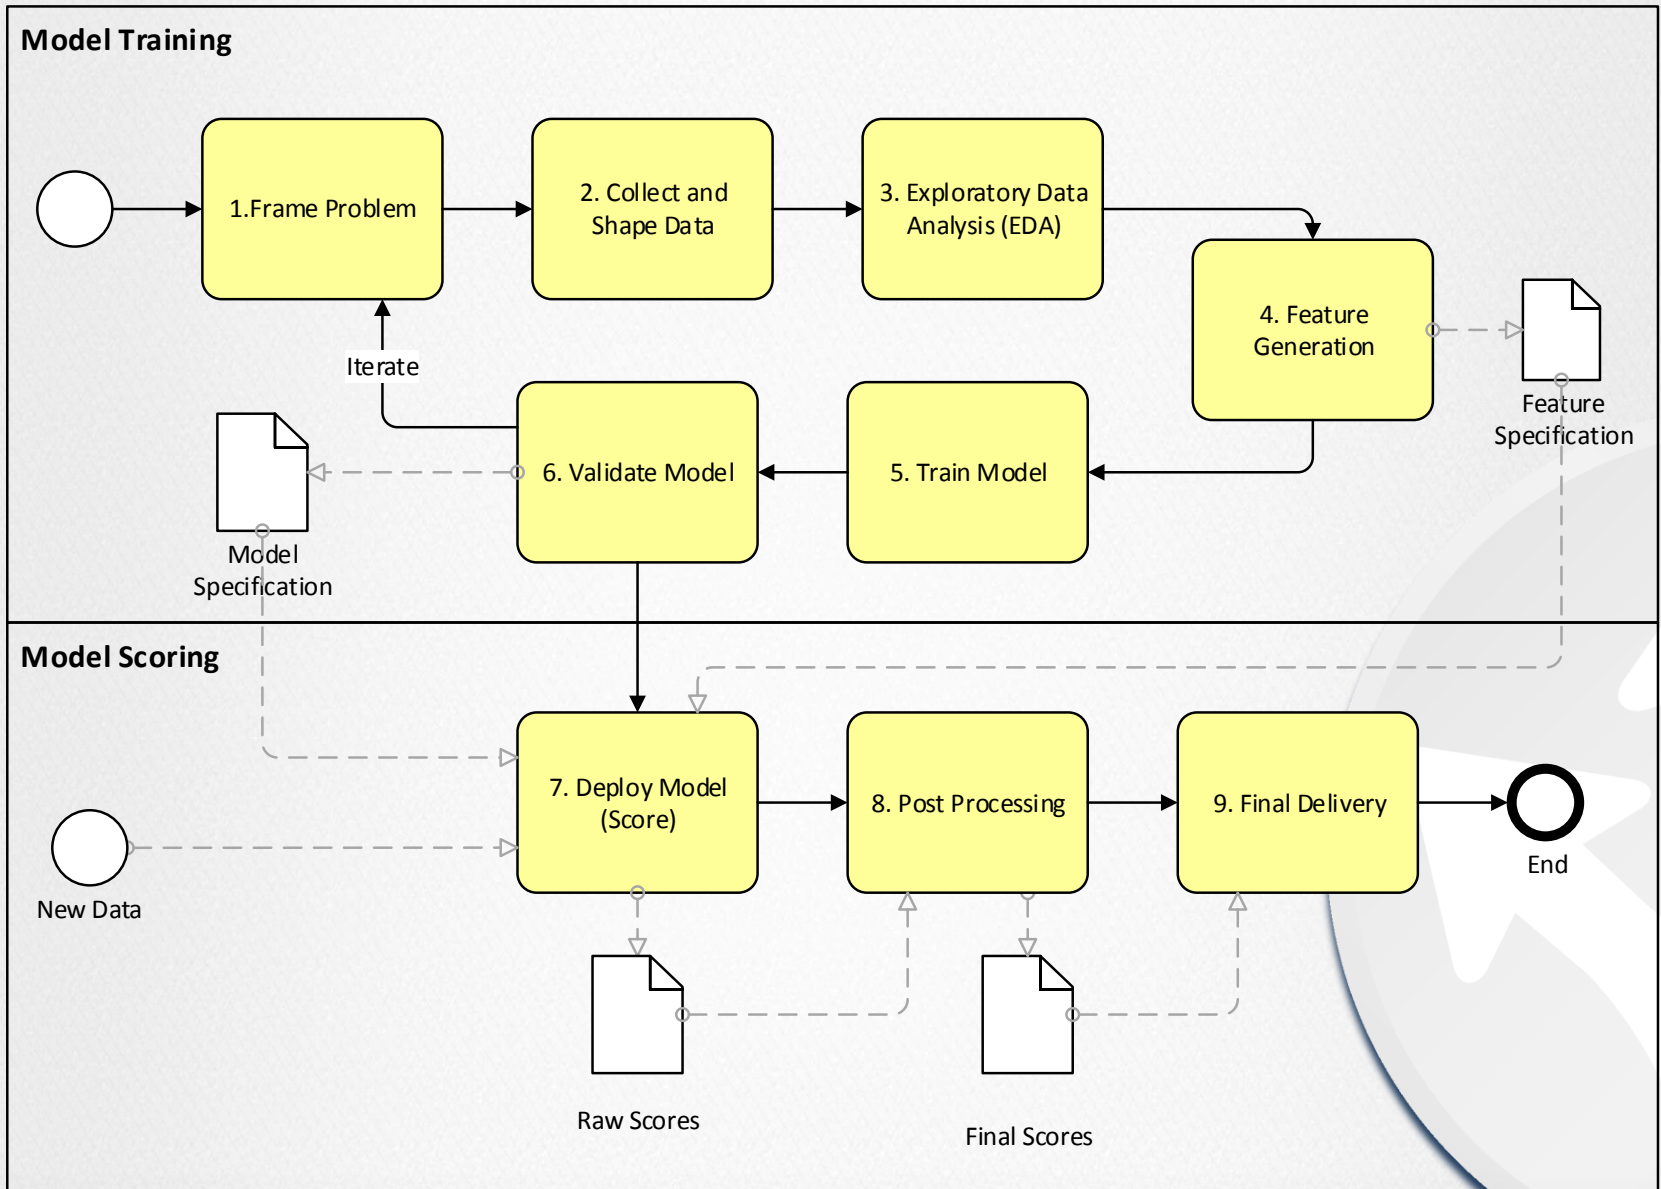 Model Training
1.Frame Problem
2. Collect and
Shape Data
3. Exploratory Data
Analysis (EDA)
4. Feature
Generation
Feature
Specification
Iterate
6. Validate Model
5. Train Model
Model
Specification
Model Scoring
7. Deploy Model
(Score)
8. Post Processing
9. Final Delivery
End
New Data
Raw Scores
Final Scores